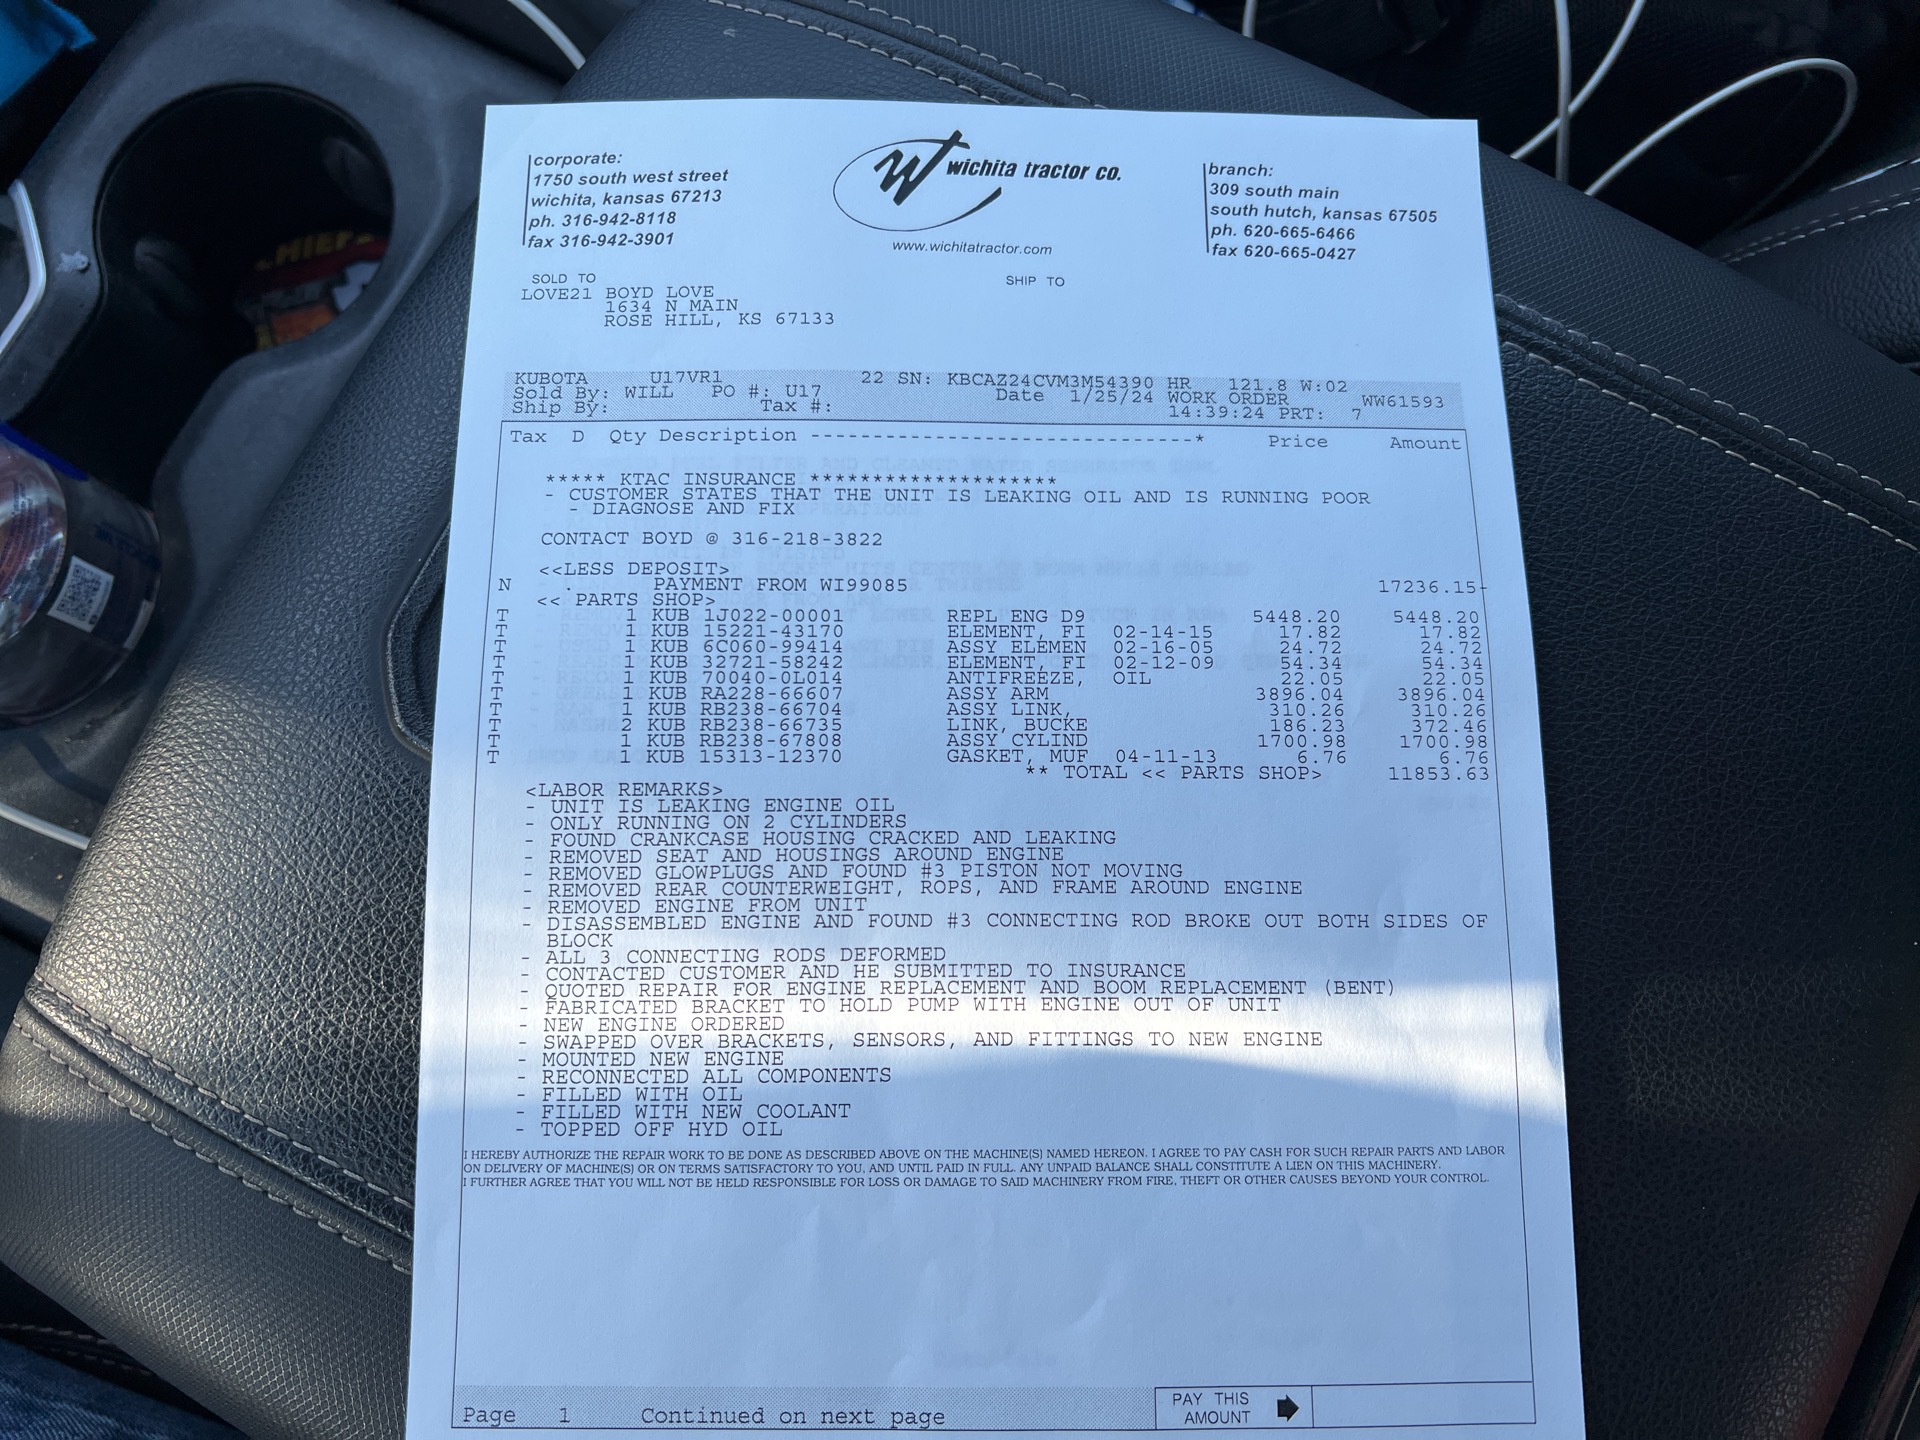 corporate:
1750 south west street
wichita, kansas 67213
ph. 316-942-8118
fax 316-942-3901
W wichita tractor co.
www.wichitatractor.com
branch:
309 south main
south hutch, kansas 67505
ph. 620-665-6466
fax 620-665-0427
SOLD TO
SHIP TO
LOVE21 BOYD LOVE
1634 N MAIN
ROSE HILL, KS 67133
KUBOTA U17VR1 22 SN: KBCAZ24CVM3M54390 HR 121.8 W:02
Sold By: WILL PO #: U17 Date 1/25/24 WORK ORDER WW61593
Ship By: Tax #: 14:39:24 PRT: 7
Tax D Qty Description -------------------------------* Price Amount
***** KTAC INSURANCE ********************
- CUSTOMER STATES THAT THE UNIT IS LEAKING OIL AND IS RUNNING POOR
- DIAGNOSE AND FIX
CONTACT BOYD @ 316-218-3822
<<LESS DEPOSIT>
N . PAYMENT FROM WI99085 17236.15-
<< PARTS SHOP>
T 1 KUB 1J022-00001 REPL ENG D9 5448.20 5448.20
T 1 KUB 15221-43170 ELEMENT, FI 02-14-15 17.82 17.82
T 1 KUB 6C060-99414 ASSY ELEMEN 02-16-05 24.72 24.72
T 1 KUB 32721-58242 ELEMENT, FI 02-12-09 54.34 54.34
T 1 KUB 70040-0L014 ANTIFREEZE, OIL 22.05 22.05
T 1 KUB RA228-66607 ASSY ARM 3896.04 3896.04
T 1 KUB RB238-66704 ASSY LINK, 310.26 310.26
T 2 KUB RB238-66735 LINK, BUCKE 186.23 372.46
T 1 KUB RB238-67808 ASSY CYLIND 1700.98 1700.98
T 1 KUB 15313-12370 GASKET, MUF 04-11-13 6.76 6.76
** TOTAL << PARTS SHOP> 11853.63
<LABOR REMARKS>
- UNIT IS LEAKING ENGINE OIL
- ONLY RUNNING ON 2 CYLINDERS
- FOUND CRANKCASE HOUSING CRACKED AND LEAKING
- REMOVED SEAT AND HOUSINGS AROUND ENGINE
- REMOVED GLOWPLUGS AND FOUND #3 PISTON NOT MOVING
- REMOVED REAR COUNTERWEIGHT, ROPS, AND FRAME AROUND ENGINE
- REMOVED ENGINE FROM UNIT
- DISASSEMBLED ENGINE AND FOUND #3 CONNECTING ROD BROKE OUT BOTH SIDES OF
BLOCK
- ALL 3 CONNECTING RODS DEFORMED
- CONTACTED CUSTOMER AND HE SUBMITTED TO INSURANCE
- QUOTED REPAIR FOR ENGINE REPLACEMENT AND BOOM REPLACEMENT (BENT)
- FABRICATED BRACKET TO HOLD PUMP WITH ENGINE OUT OF UNIT
- NEW ENGINE ORDERED
- SWAPPED OVER BRACKETS, SENSORS, AND FITTINGS TO NEW ENGINE
- MOUNTED NEW ENGINE
- RECONNECTED ALL COMPONENTS
- FILLED WITH OIL
- FILLED WITH NEW COOLANT
- TOPPED OFF HYD OIL
I HEREBY AUTHORIZE THE REPAIR WORK TO BE DONE AS DESCRIBED ABOVE ON THE MACHINE(S) NAMED HEREON. I AGREE TO PAY CASH FOR SUCH REPAIR PARTS AND LABOR
ON DELIVERY OF MACHINE(S) OR ON TERMS SATISFACTORY TO YOU, AND UNTIL PAID IN FULL. ANY UNPAID BALANCE SHALL CONSTITUTE A LIEN ON THIS MACHINERY.
I FURTHER AGREE THAT YOU WILL NOT BE HELD RESPONSIBLE FOR LOSS OR DAMAGE TO SAID MACHINERY FROM FIRE, THEFT OR OTHER CAUSES BEYOND YOUR CONTROL.
Page 1 Continued on next page
PAY THIS
AMOUNT